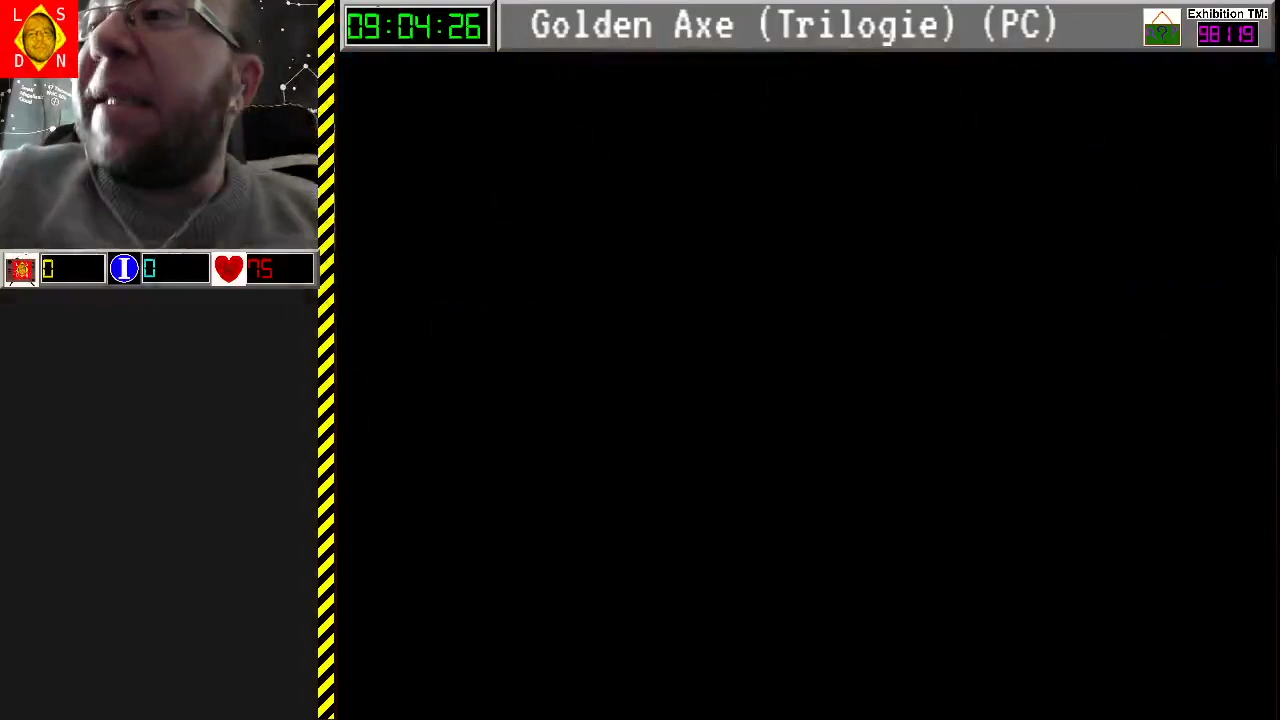 L S
D N
09:04:26
Golden Axe (Trilogie) (PC)
Exhibition TM:
98119
0
I
0
75